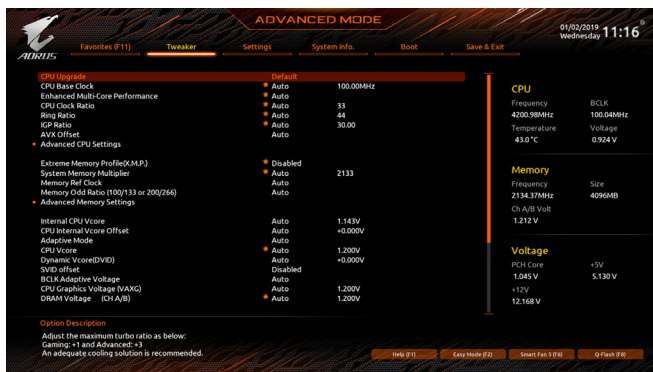 ADVANCED MODE
01/02/2019 11:16
Wednesday
AORUS
Favorites (F11) Tweaker Settings System Info. Boot Save & Exit
CPU Upgrade Default
CPU Base Clock Auto 100.00MHz
Enhanced Multi-Core Performance Auto
CPU Clock Ratio Auto 33
Ring Ratio Auto 44
IGP Ratio Auto 30.00
AVX Offset Auto
Advanced CPU Settings
Extreme Memory Profile(X.M.P.) Disabled
System Memory Multiplier Auto 2133
Memory Ref Clock Auto
Memory Odd Ratio (100/133 or 200/266) Auto
Advanced Memory Settings
Internal CPU Vcore Auto 1.143V
CPU Internal Vcore Offset Auto +0.000V
Adaptive Mode Auto
CPU Vcore Auto 1.200V
Dynamic Vcore(DVID) Auto +0.000V
SVID offset Disabled
BCLK Adaptive Voltage Auto
CPU Graphics Voltage (VAXG) Auto 1.200V
DRAM Voltage (CH A/B) Auto 1.200V
CPU
Frequency BCLK
4200.98MHz 100.04MHz
Temperature Voltage
43.0 °C 0.924 V
Memory
Frequency Size
2134.37MHz 4096MB
Ch A/B Volt
1.212 V
Voltage
PCH Core +5V
1.045 V 5.130 V
+12V
12.168 V
Option Description
Adjust the maximum turbo ratio as below:
Gaming: +1 and Advanced: +3
An adequate cooling solution is recommended.
Help (F1) Easy Mode (F2) Smart Fan 5 (F6) Q-Flash (F8)